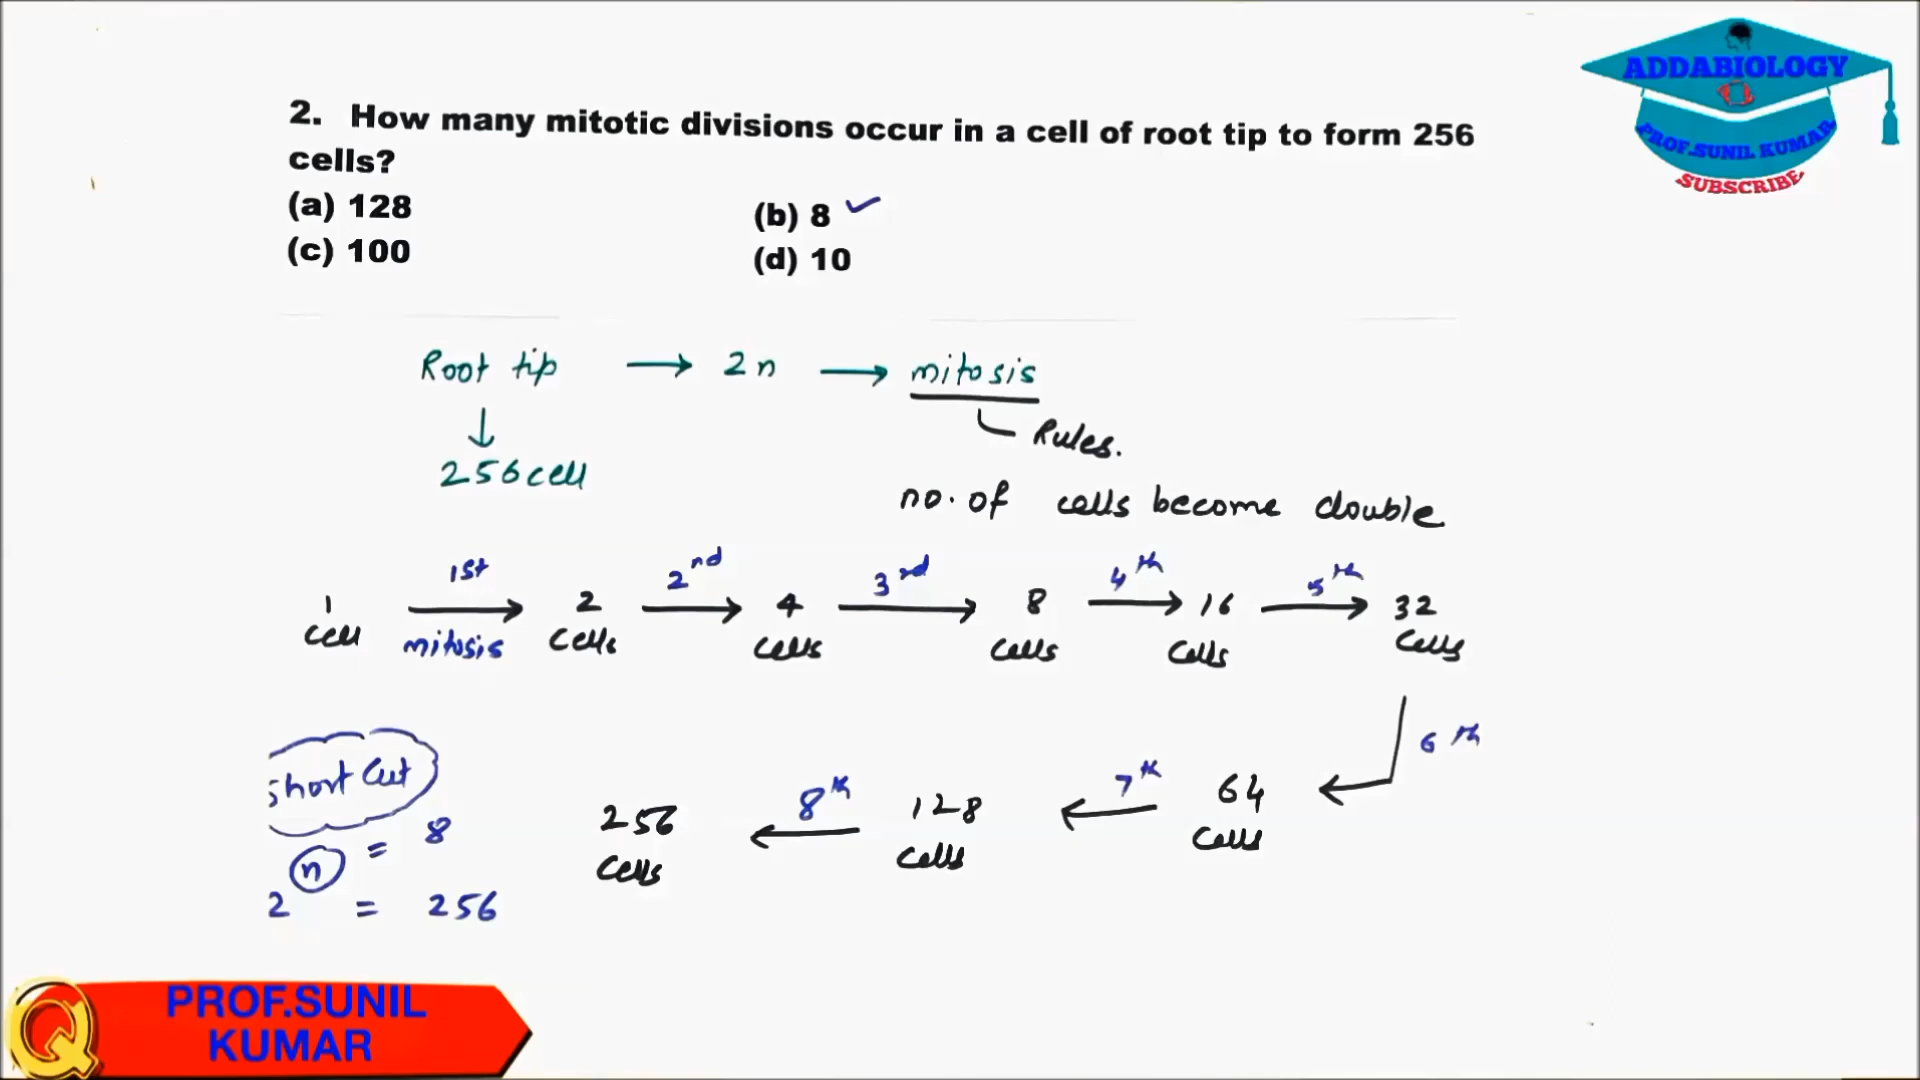 ADDABIOLOGY
PROF.SUNIL KUMAR
SUBSCRIBE
2. How many mitotic divisions occur in a cell of root tip to form 256
cells?
(a) 128 (b) 8 ✓
(c) 100 (d) 10
Root tip → 2n → mitosis
↓ Rules.
256 cell
no. of cells become double
1st 2nd 3rd 4th 5th
1 → 2 → 4 → 8 → 16 → 32
cell mitosis cells cells cells cells cells
6th
256 ← 8th 128 ← 7th 64 ←
cells cells cells
Short Cut
n = 8
2 = 256
PROF.SUNIL
KUMAR